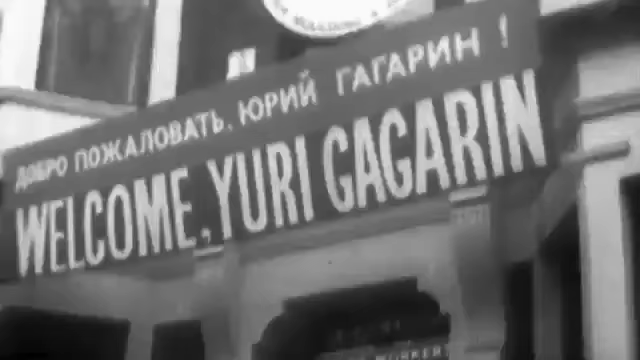 ДОБРО ПОЖАЛОВАТЬ, ЮРИЙ ГАГАРИН !
WELCOME, YURI GAGARIN